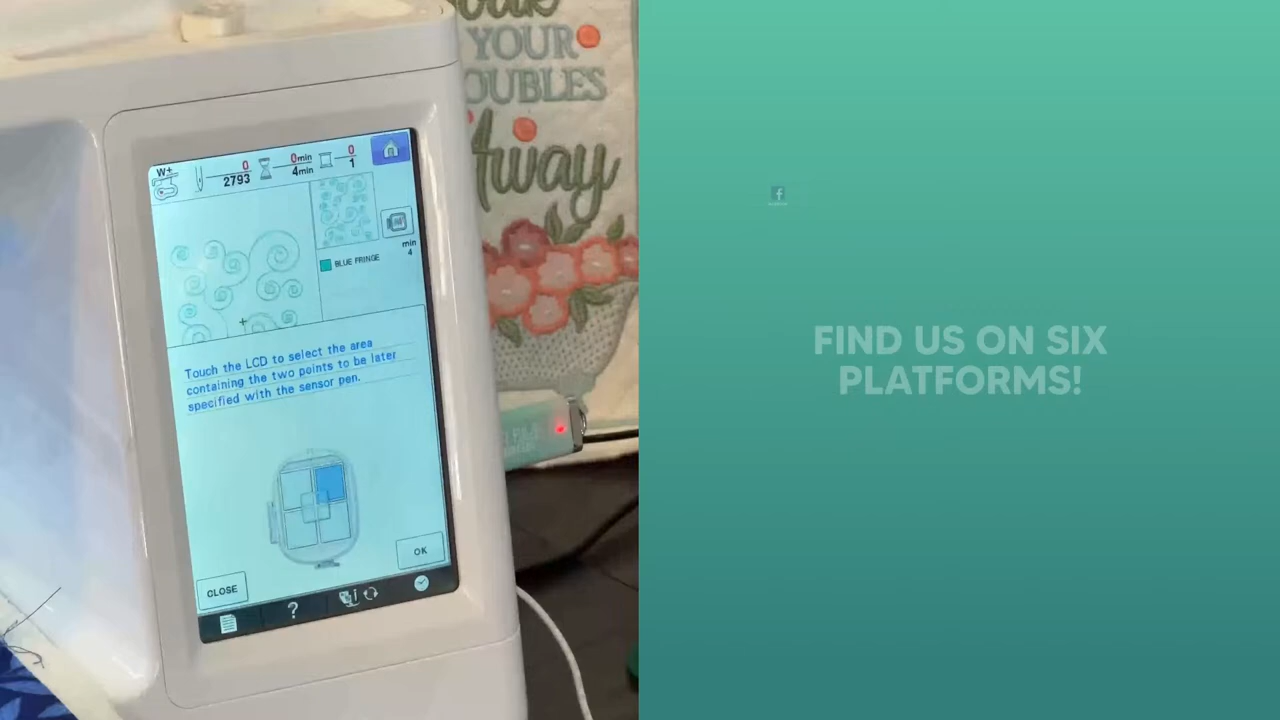 YOUR
OUBLES
Away
W+
0
2793
0min
4min
0
1
min
4
BLUE FRINGE
Touch the LCD to select the area
containing the two points to be later
specified with the sensor pen.
OK
CLOSE
?
FIND US ON SIX
PLATFORMS!